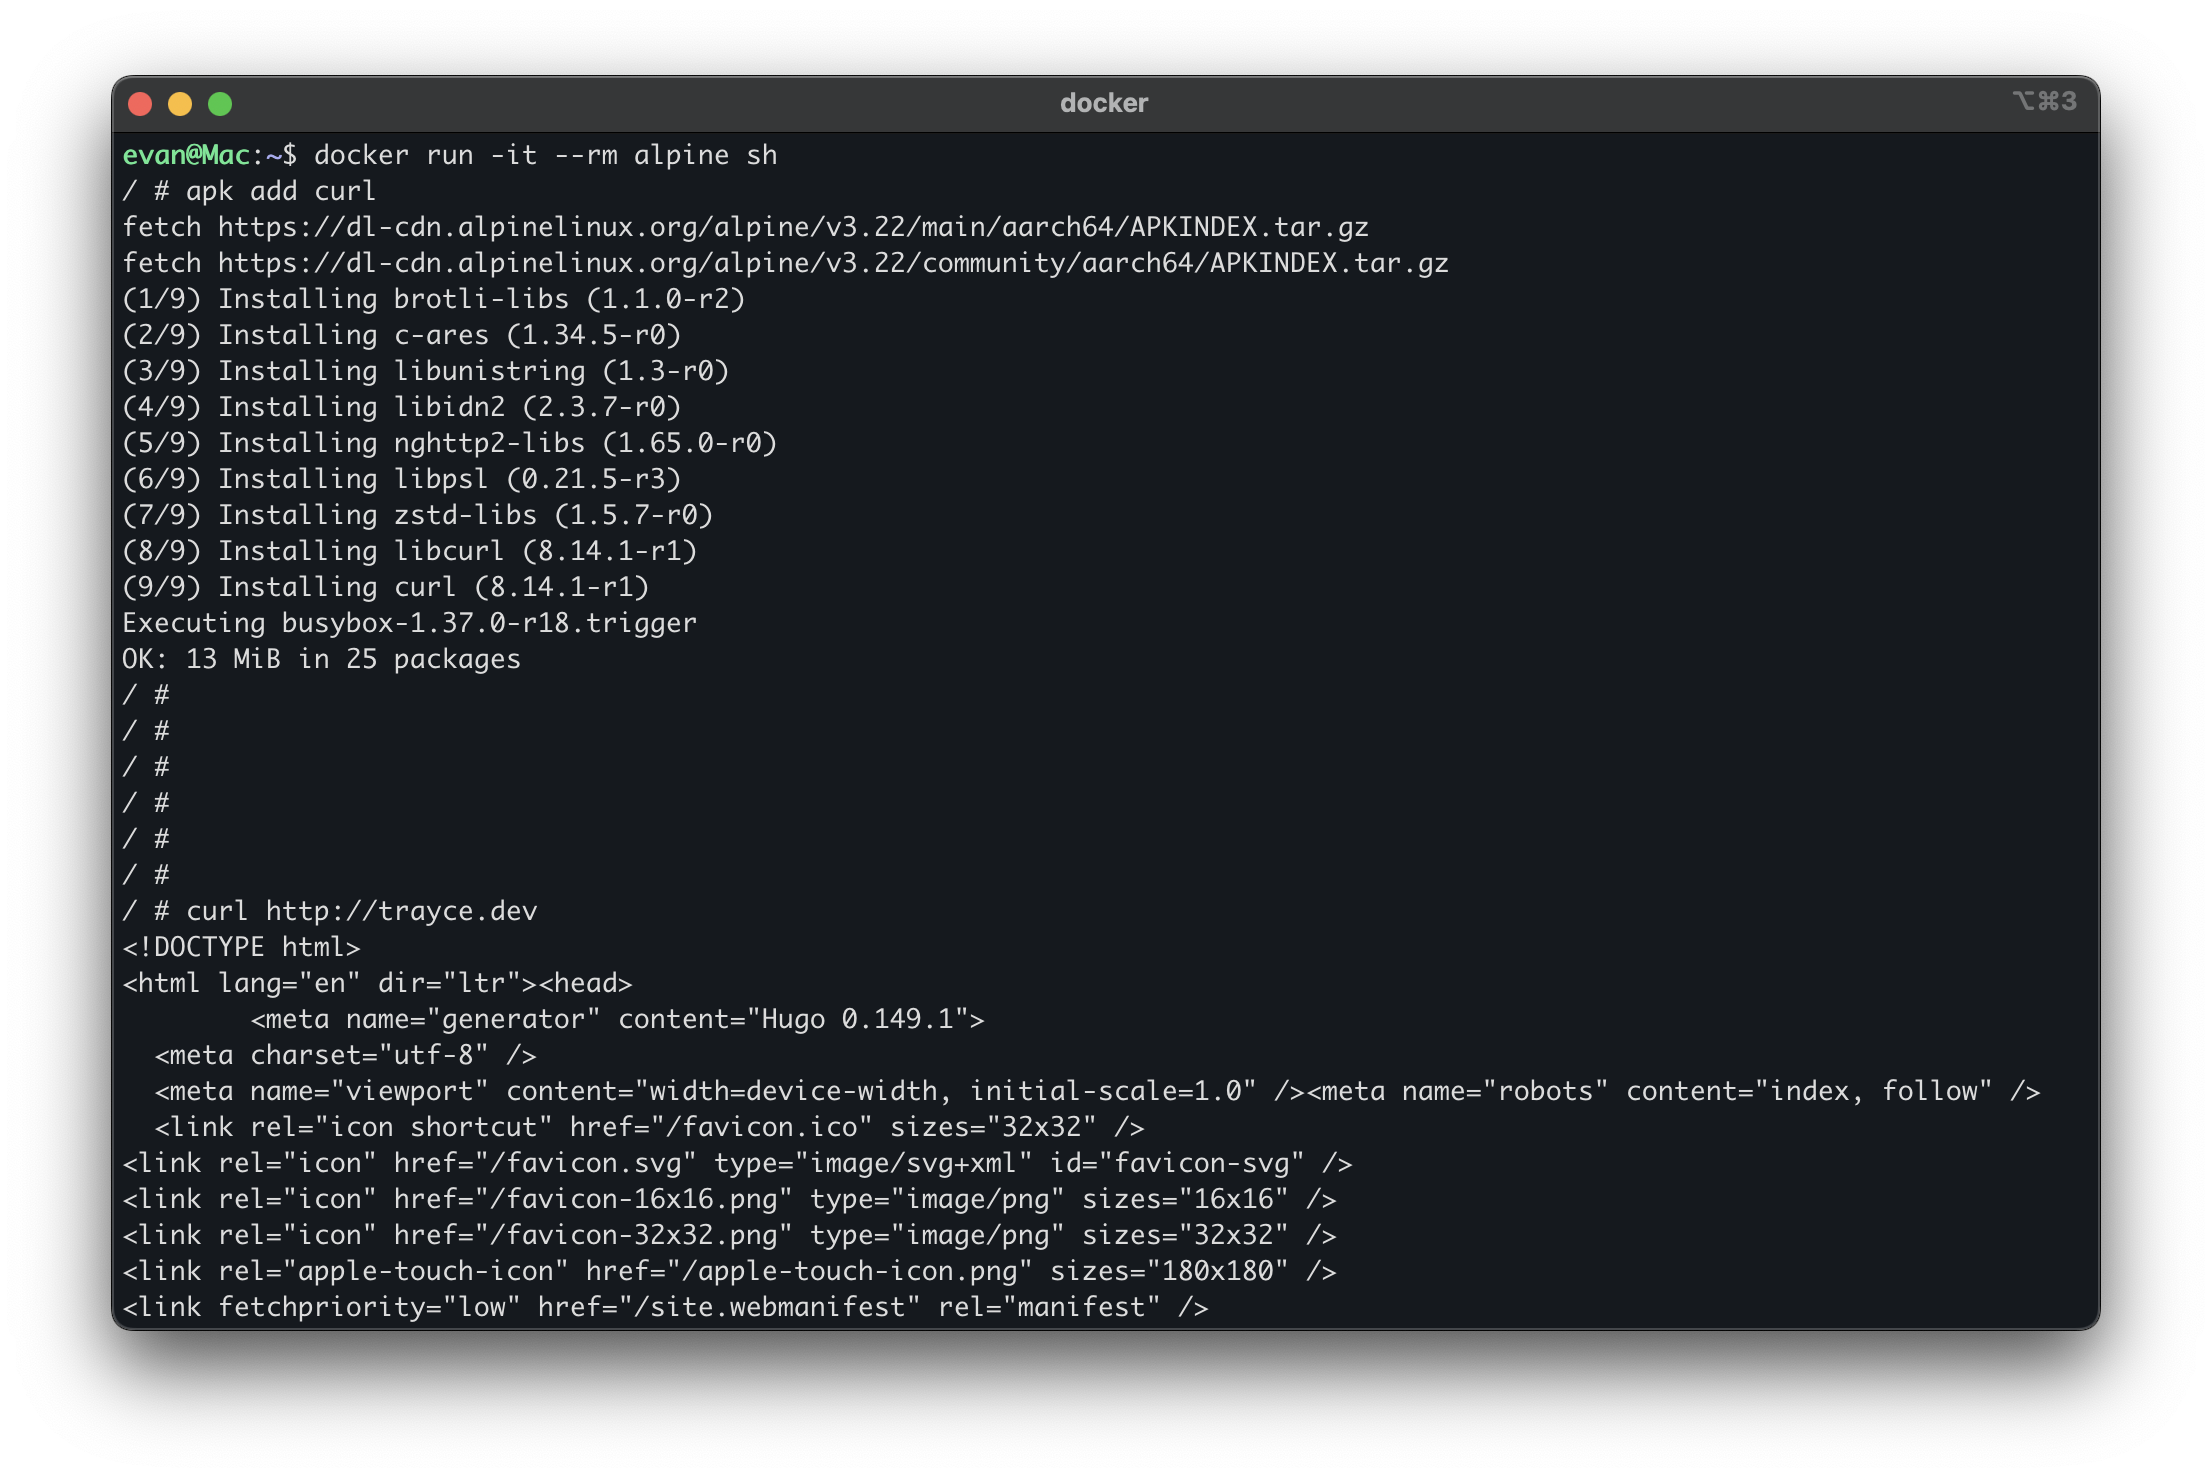 docker
⌥⌘3
evan@Mac:~$ docker run -it --rm alpine sh
/ # apk add curl
fetch https://dl-cdn.alpinelinux.org/alpine/v3.22/main/aarch64/APKINDEX.tar.gz
fetch https://dl-cdn.alpinelinux.org/alpine/v3.22/community/aarch64/APKINDEX.tar.gz
(1/9) Installing brotli-libs (1.1.0-r2)
(2/9) Installing c-ares (1.34.5-r0)
(3/9) Installing libunistring (1.3-r0)
(4/9) Installing libidn2 (2.3.7-r0)
(5/9) Installing nghttp2-libs (1.65.0-r0)
(6/9) Installing libpsl (0.21.5-r3)
(7/9) Installing zstd-libs (1.5.7-r0)
(8/9) Installing libcurl (8.14.1-r1)
(9/9) Installing curl (8.14.1-r1)
Executing busybox-1.37.0-r18.trigger
OK: 13 MiB in 25 packages
/ #
/ #
/ #
/ #
/ #
/ #
/ # curl http://trayce.dev
<!DOCTYPE html>
<html lang="en" dir="ltr"><head>
        <meta name="generator" content="Hugo 0.149.1">
  <meta charset="utf-8" />
  <meta name="viewport" content="width=device-width, initial-scale=1.0" /><meta name="robots" content="index, follow" />
  <link rel="icon shortcut" href="/favicon.ico" sizes="32x32" />
<link rel="icon" href="/favicon.svg" type="image/svg+xml" id="favicon-svg" />
<link rel="icon" href="/favicon-16x16.png" type="image/png" sizes="16x16" />
<link rel="icon" href="/favicon-32x32.png" type="image/png" sizes="32x32" />
<link rel="apple-touch-icon" href="/apple-touch-icon.png" sizes="180x180" />
<link fetchpriority="low" href="/site.webmanifest" rel="manifest" />